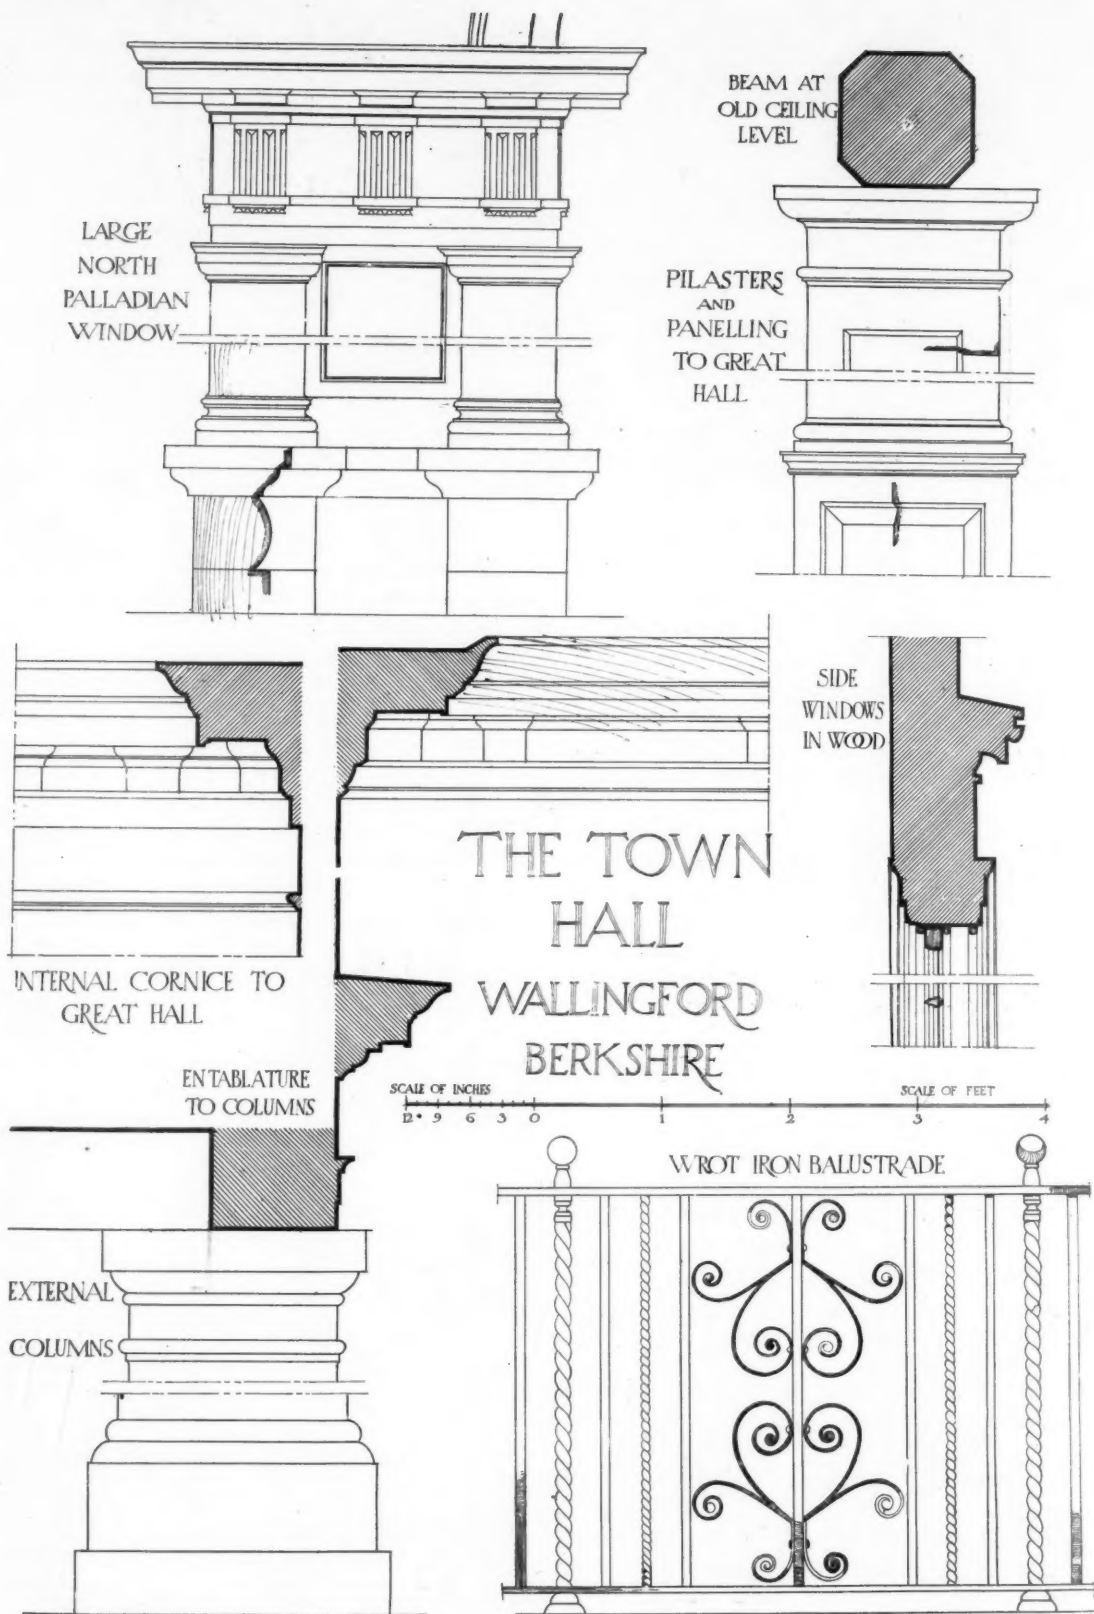 LARGE
NORTH
PALLADIAN
WINDOW
BEAM AT
OLD CEILING
LEVEL
PILASTERS
AND
PANELLING
TO GREAT
HALL
INTERNAL CORNICE TO
GREAT HALL
SIDE
WINDOWS
IN WOOD
THE TOWN
HALL
WALLINGFORD
BERKSHIRE
ENTABLATURE
TO COLUMNS
SCALE OF INCHES
SCALE OF FEET
12" 9 6 3 0 1 2 3 4
EXTERNAL
COLUMNS
WROT IRON BALUSTRADE